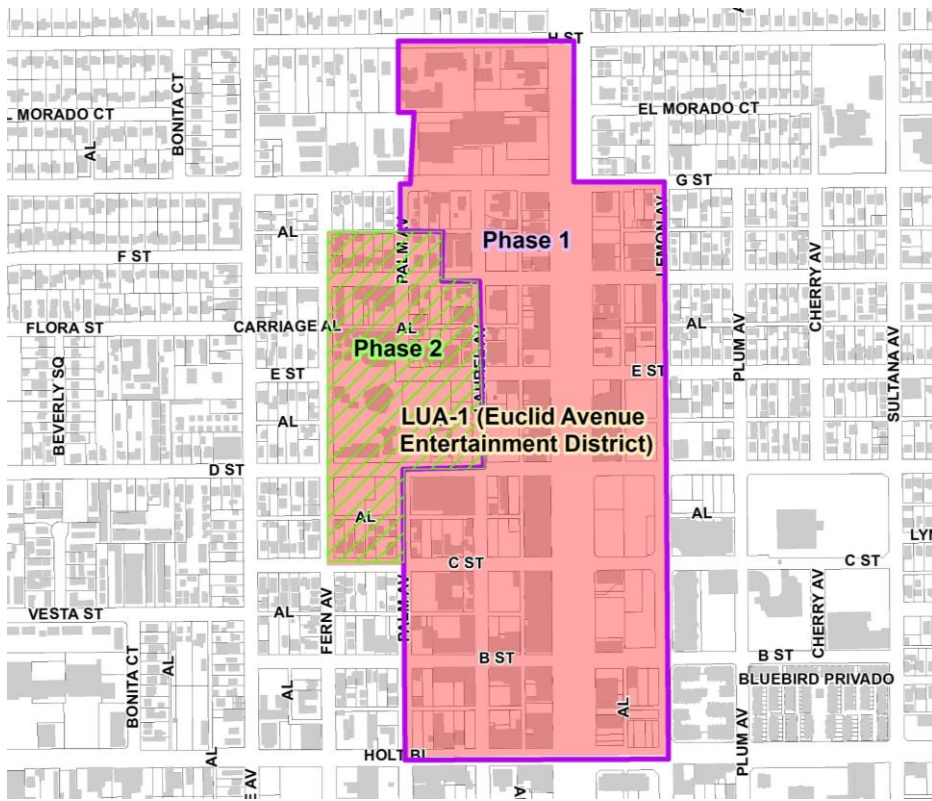 H ST
L MORADO CT
BONITA CT
AL
EL MORADO CT
G ST
AL
PALM AV
Phase 1
LEMON AV
F ST
CHERRY AV
FLORA ST
CARRIAGE AL
AL
AL
PLUM AV
SULTANA AV
Phase 2
BEVERLY SQ
E ST
E ST
AL
LUA-1 (Euclid Avenue
Entertainment District)
D ST
AL
AL
LYN
C ST
C ST
VESTA ST
AL
FERN AV
PALM AV
CHERRY AV
BONITA CT
AL
B ST
B ST
BLUEBIRD PRIVADO
AL
AL
PLUM AV
AL
HOLT BL
E AV